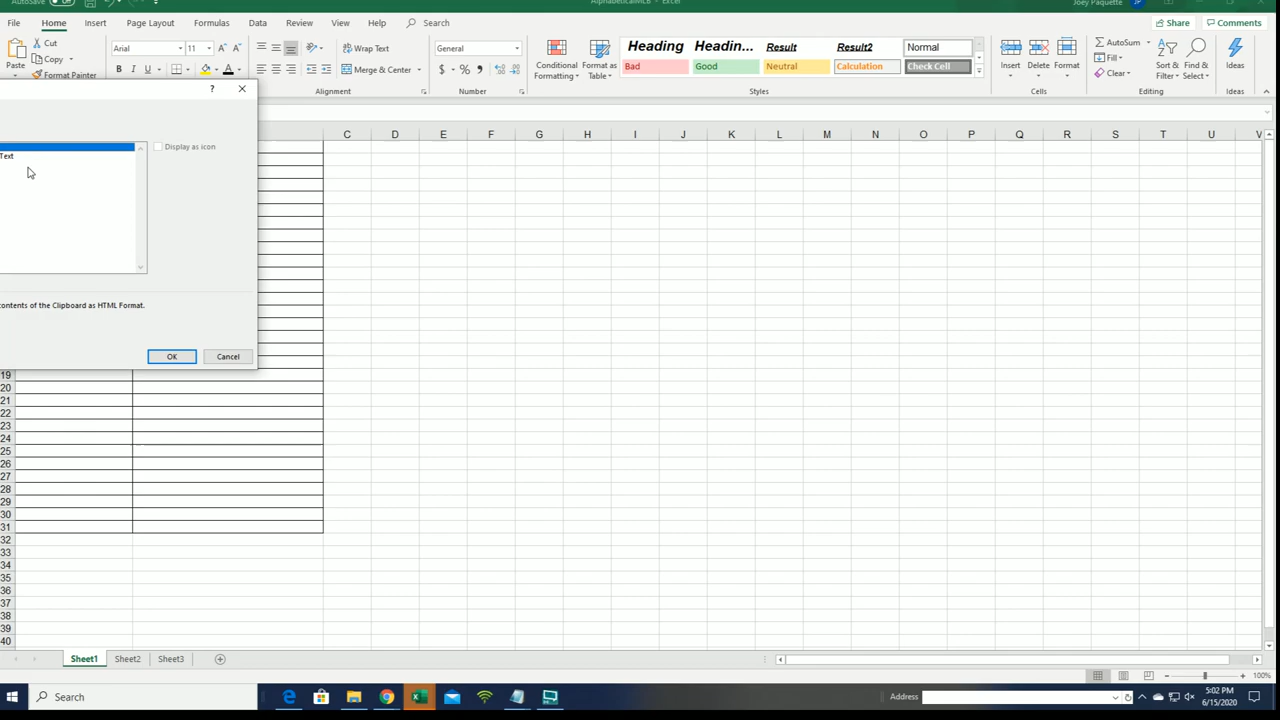 AutoSave Off AlphabeticalMLB - Excel Joey Paquette JP
File Home Insert Page Layout Formulas Data Review View Help Search Share Comments
Paste Cut Copy Format Painter
Arial 11 B I U A
Wrap Text Merge & Center Alignment
General $ % Number
Conditional Formatting Format as Table
Heading Headin... Result Result2 Normal
Bad Good Neutral Calculation Check Cell
Styles
Insert Delete Format Cells
AutoSum Fill Clear Sort & Filter Find & Select Editing
Ideas Ideas
C D E F G H I J K L M N O P Q R S T U V
? ×
Text
Display as icon
contents of the Clipboard as HTML Format.
OK Cancel
19
20
21
22
23
24
25
26
27
28
29
30
31
32
33
34
35
36
37
38
39
40
Sheet1 Sheet2 Sheet3
100%
Search Address 5:02 PM
6/15/2020